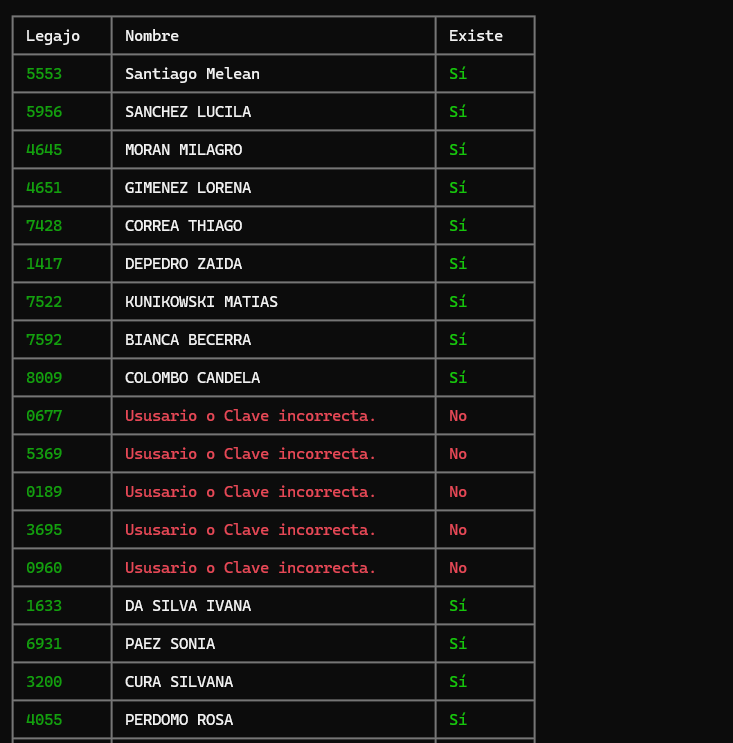 Legajo Nombre Existe
5553 Santiago Melean Sí
5956 SANCHEZ LUCILA Sí
4645 MORAN MILAGRO Sí
4651 GIMENEZ LORENA Sí
7428 CORREA THIAGO Sí
1417 DEPEDRO ZAIDA Sí
7522 KUNIKOWSKI MATIAS Sí
7592 BIANCA BECERRA Sí
8009 COLOMBO CANDELA Sí
0677 Ususario o Clave incorrecta. No
5369 Ususario o Clave incorrecta. No
0189 Ususario o Clave incorrecta. No
3695 Ususario o Clave incorrecta. No
0960 Ususario o Clave incorrecta. No
1633 DA SILVA IVANA Sí
6931 PAEZ SONIA Sí
3200 CURA SILVANA Sí
4055 PERDOMO ROSA Sí